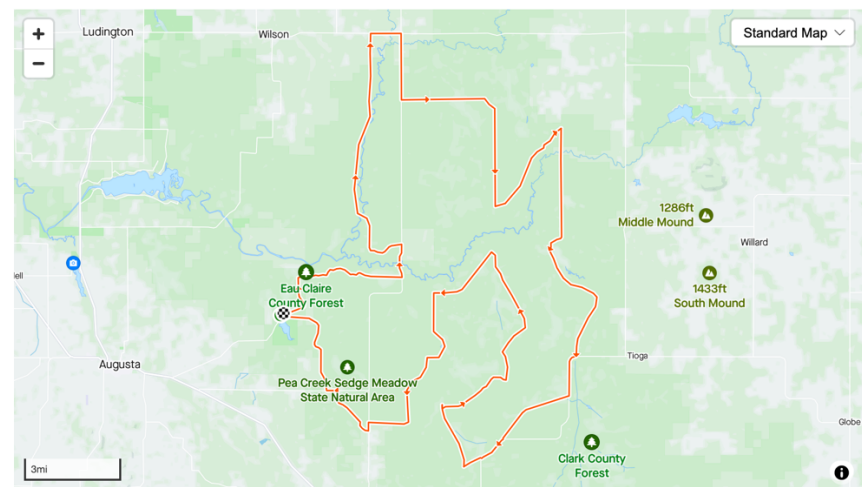 +
−
Ludington
Wilson
Standard Map
1286ft
Middle Mound
Willard
ell
Eau Claire
County Forest
1433ft
South Mound
Augusta
Tioga
Pea Creek Sedge Meadow
State Natural Area
Globe
Clark County
Forest
3mi
i